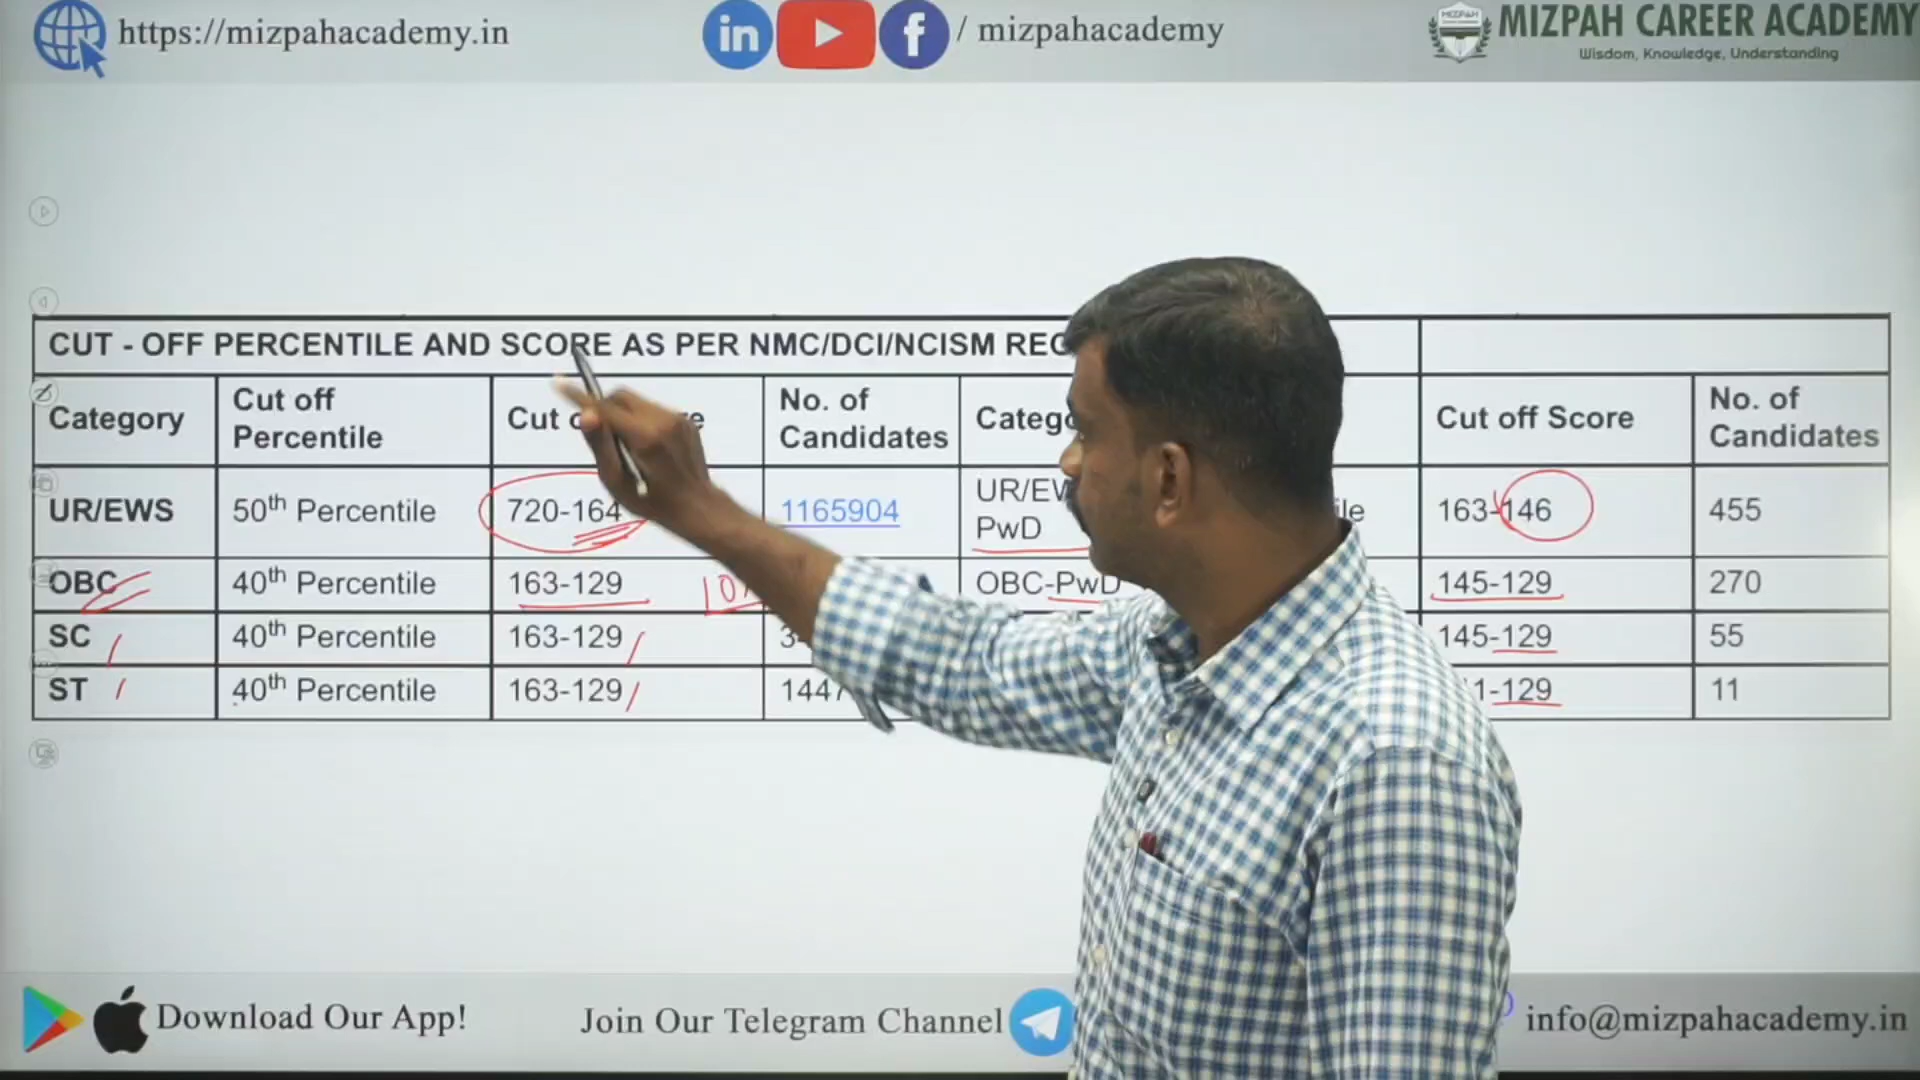 https://mizpahacademy.in
in f / mizpahacademy
MIZPAH CAREER ACADEMY
Wisdom, Knowledge, Understanding
CUT - OFF PERCENTILE AND SCORE AS PER NMC/DCI/NCISM
Category
Cut off
Percentile
Cut
No. of
Candidates
Cut off Score
No. of
Candidates
UR/EWS 50th Percentile 720-164 1165904
PwD
163-146 455
OBC 40th Percentile 163-129 OBC-PwD 145-129 270
SC 40th Percentile 163-129 145-129 55
ST 40th Percentile 163-129 129 11
Download Our App!
Join Our Telegram Channel
info@mizpahacademy.in